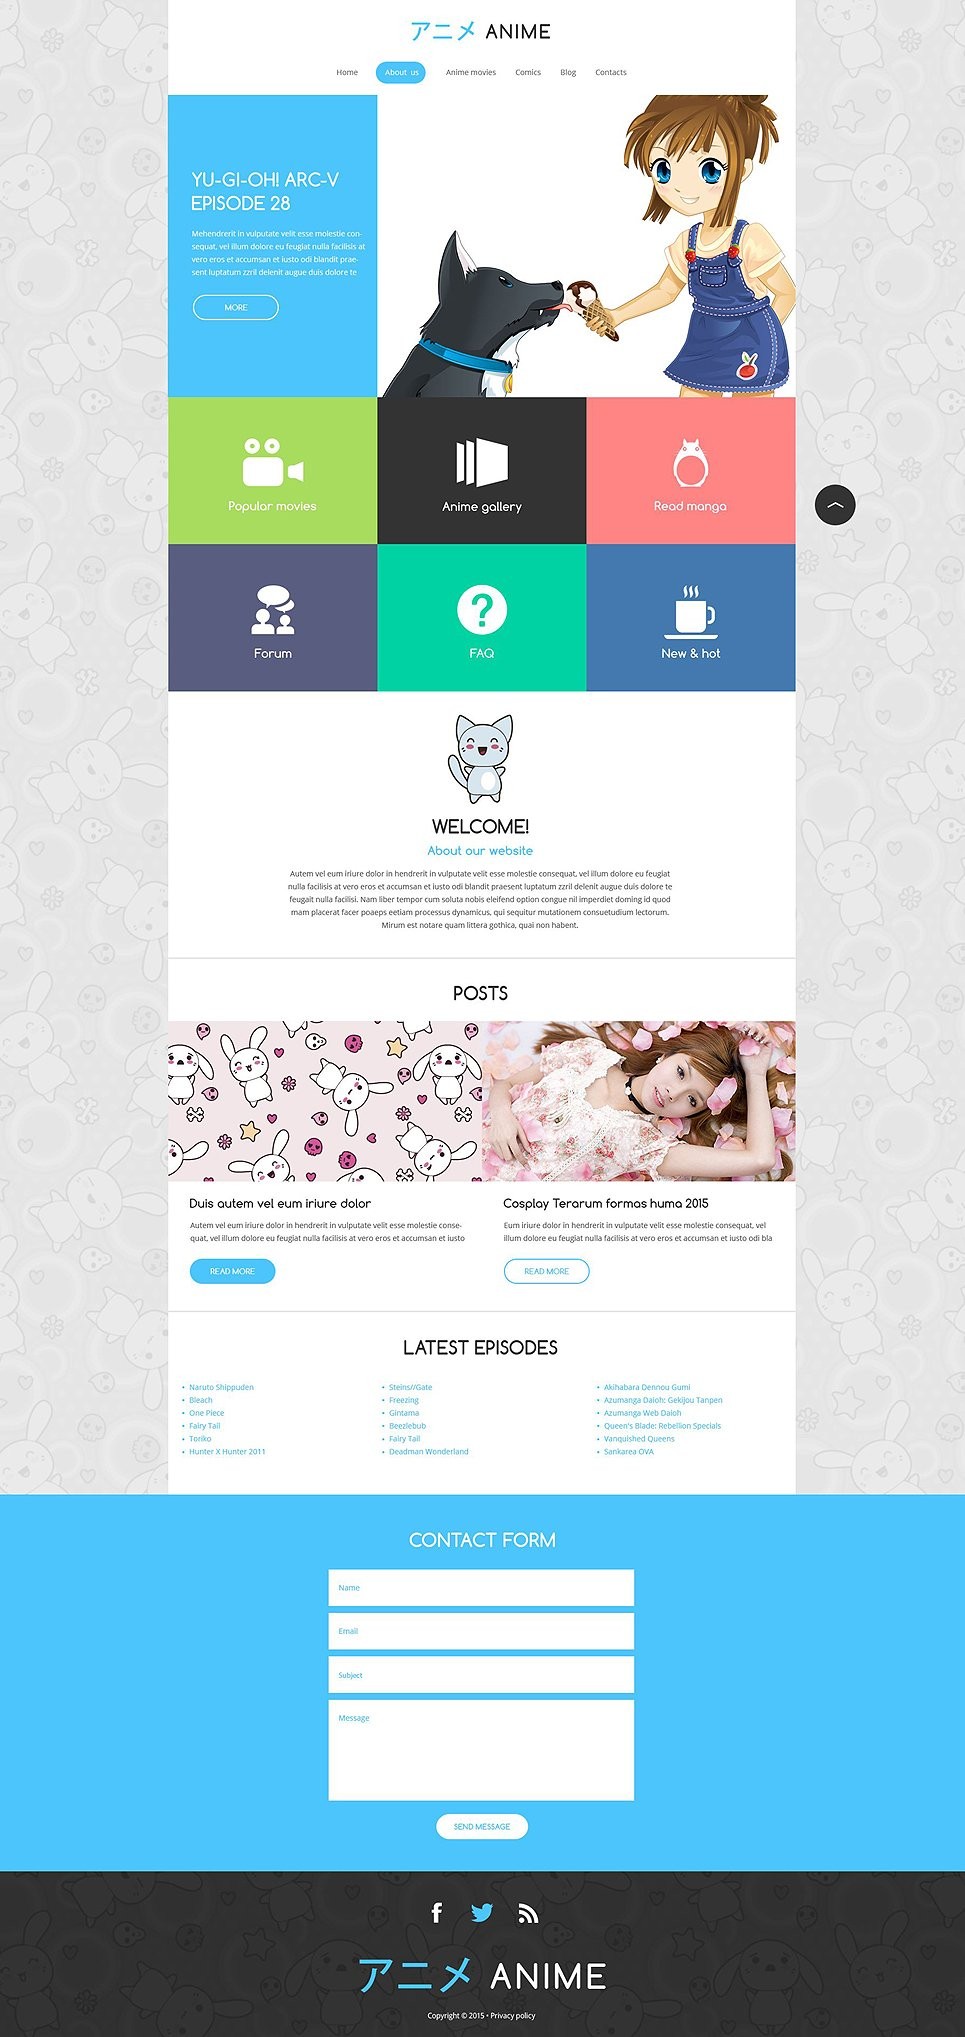 アニメ ANIME
Home About us Anime movies Comics Blog Contacts
YU-GI-OH! ARC-V
EPISODE 28
Mehendrerit in vulputate velit esse molestie con-
sequat, vel illum dolore eu feugiat nulla facilisis at
vero eros et accumsan et iusto odi blandit prae-
sent luptatum zzril delenit augue duis dolore te
MORE
Popular movies
Anime gallery
Read manga
Forum
FAQ
New & hot
WELCOME!
About our website
Autem vel eum iriure dolor in hendrerit in vulputate velit esse molestie consequat, vel illum dolore eu feugiat
nulla facilisis at vero eros et accumsan et iusto odi blandit praesent luptatum zzril delenit augue duis dolore te
feugait nulla facilisi. Nam liber tempor cum soluta nobis eleifend option congue nil imperdiet doming id quod
mam placerat facer poaeps eetiam processus dynamicus, qui sequitur mutationem consuetudium lectorum.
Mirum est notare quam littera gothica, quai non habent.
POSTS
Duis autem vel eum iriure dolor
Autem vel eum iriure dolor in hendrerit in vulputate velit esse molestie conse-
quat, vel illum dolore eu feugiat nulla facilisis at vero eros et accumsan et iusto
READ MORE
Cosplay Terarum formas huma 2015
Eum iriure dolor in hendrerit in vulputate velit esse molestie consequat, vel
illum dolore eu feugiat nulla facilisis at vero eros et accumsan et iusto odi bla
READ MORE
LATEST EPISODES
• Naruto Shippuden
• Bleach
• One Piece
• Fairy Tail
• Toriko
• Hunter X Hunter 2011
• Steins//Gate
• Freezing
• Gintama
• Beezlebub
• Fairy Tail
• Deadman Wonderland
• Akihabara Dennou Gumi
• Azumanga Daioh: Gekijou Tanpen
• Azumanga Web Daioh
• Queen's Blade: Rebellion Specials
• Vanquished Queens
• Sankarea OVA
CONTACT FORM
Name
Email
Subject
Message
SEND MESSAGE
アニメ ANIME
Copyright © 2015 • Privacy policy